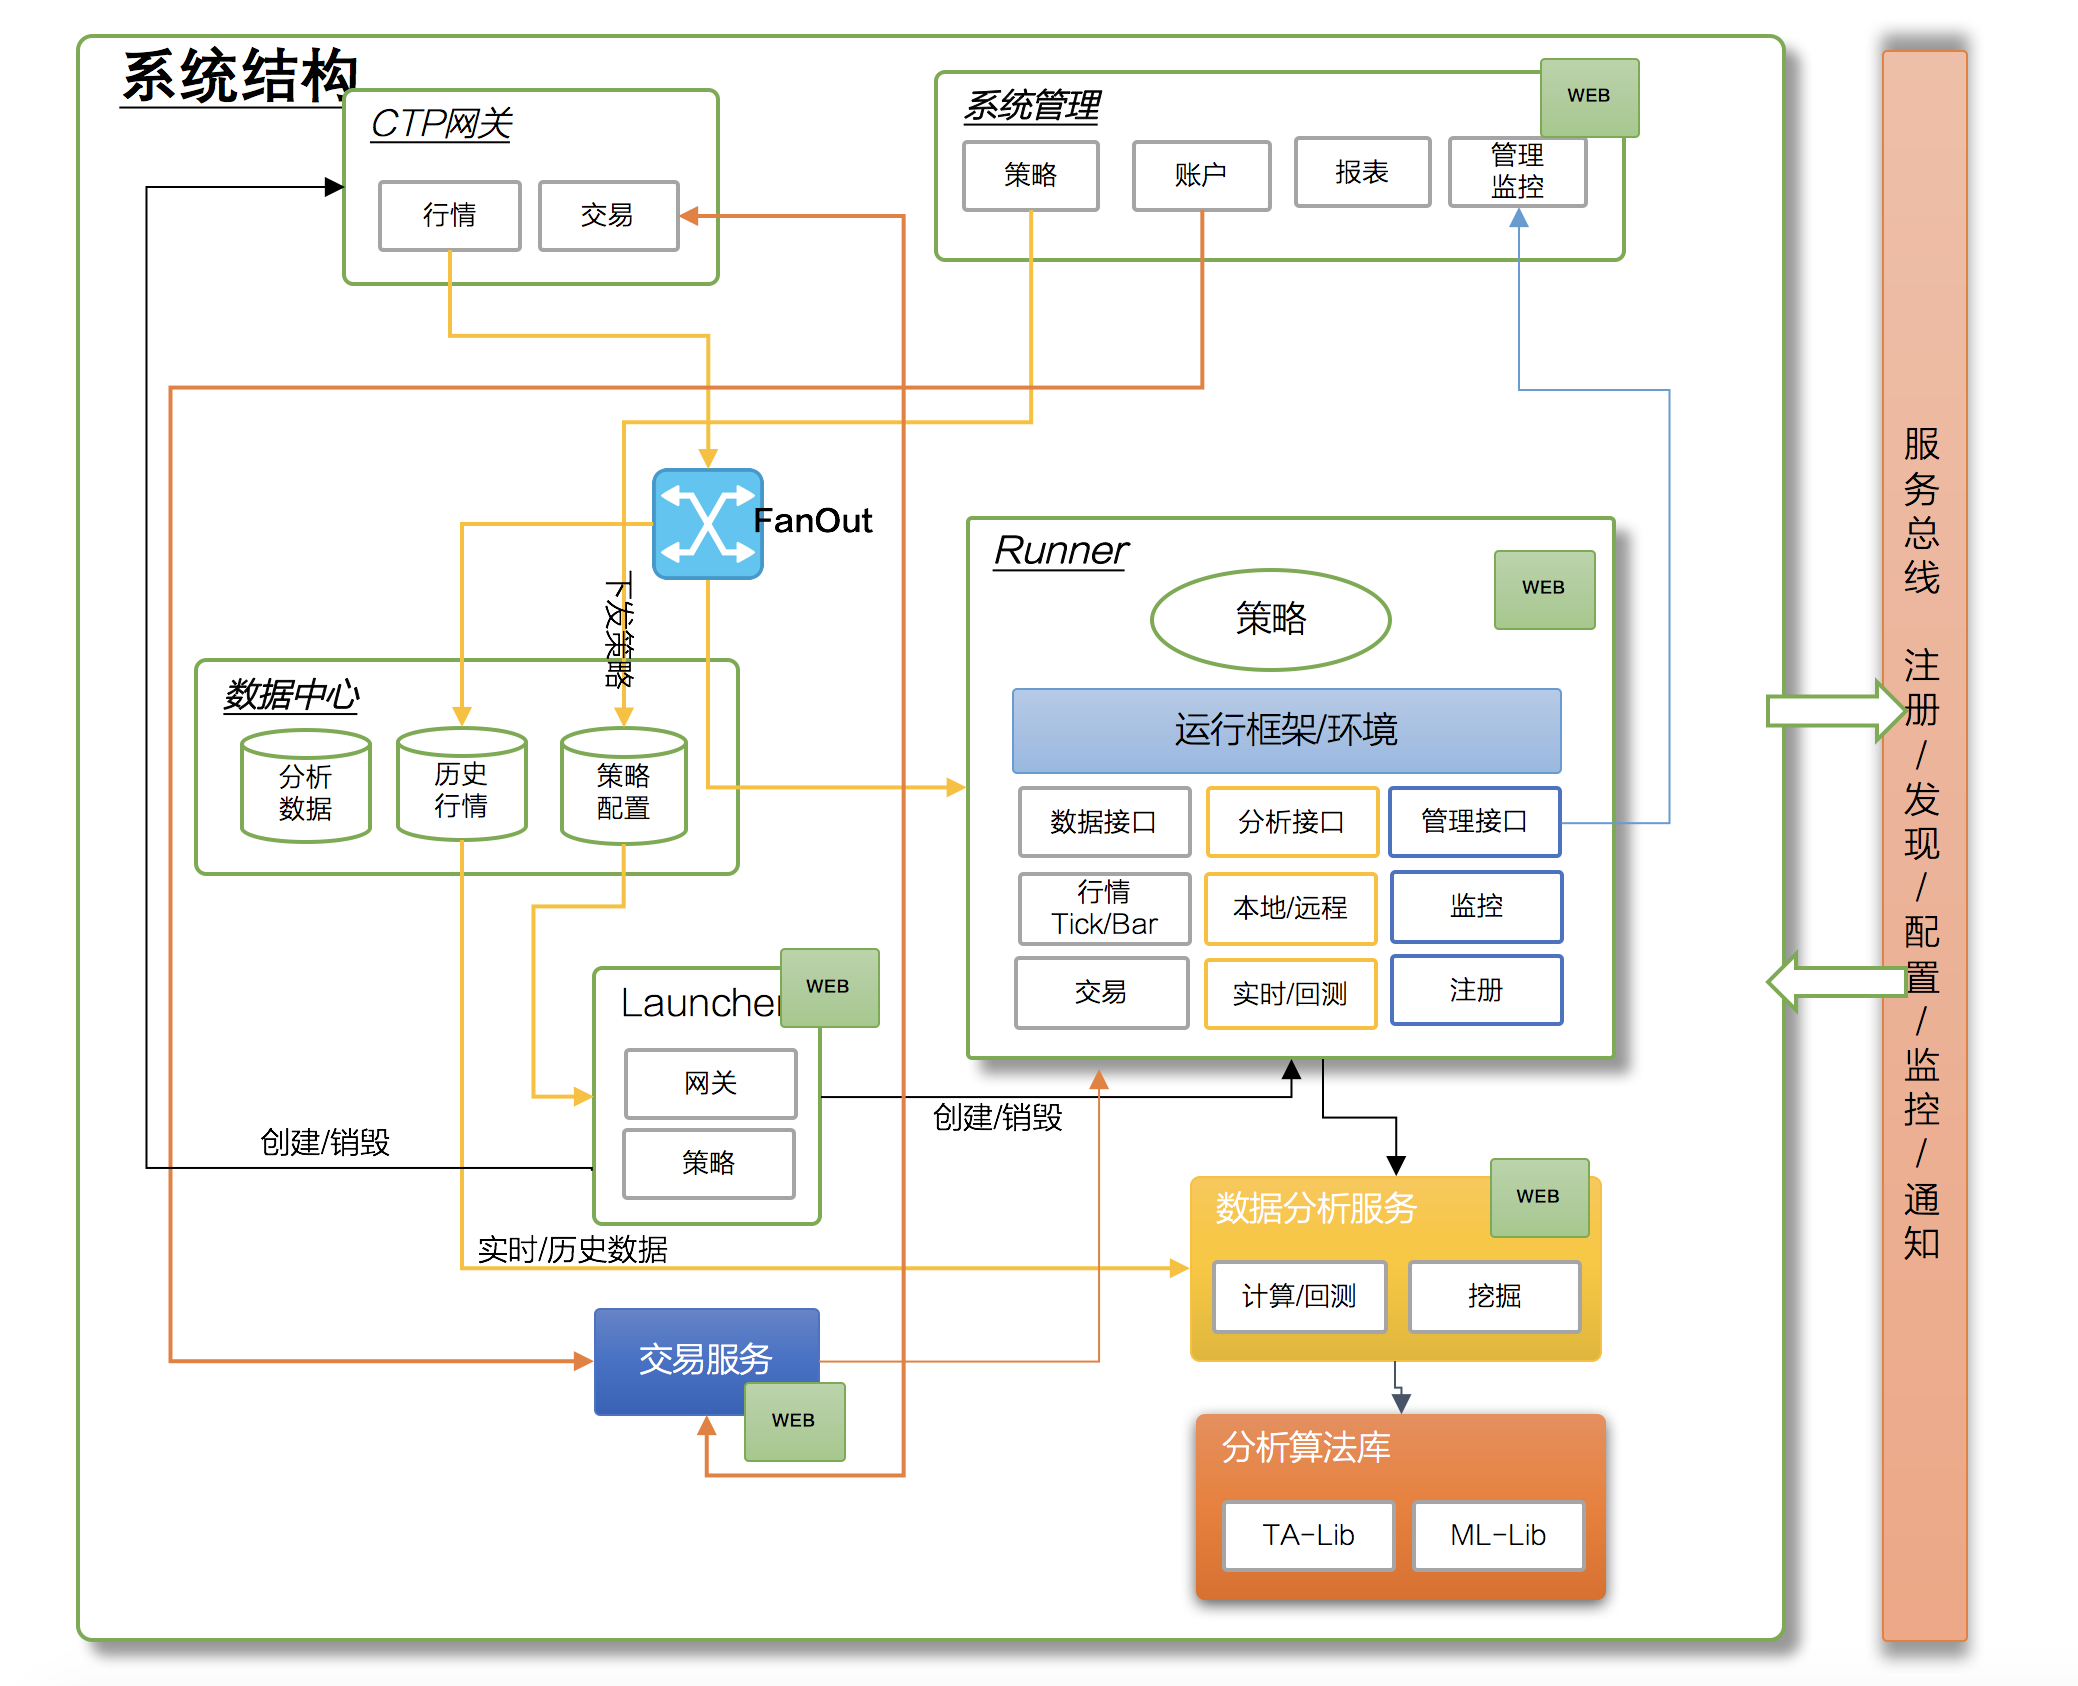 系统结构
CTP网关
行情
交易
系统管理
WEB
策略
账户
报表
管理
监控
FanOut
下发策略
数据中心
分析
数据
历史
行情
策略
配置
Runner
WEB
策略
运行框架/环境
数据接口
分析接口
管理接口
行情
Tick/Bar
本地/远程
监控
交易
实时/回测
注册
Launcher
WEB
网关
策略
创建/销毁
创建/销毁
实时/历史数据
数据分析服务
WEB
计算/回测
挖掘
交易服务
WEB
分析算法库
TA-Lib
ML-Lib
服务总线 注册/发现/配置/监控/通知